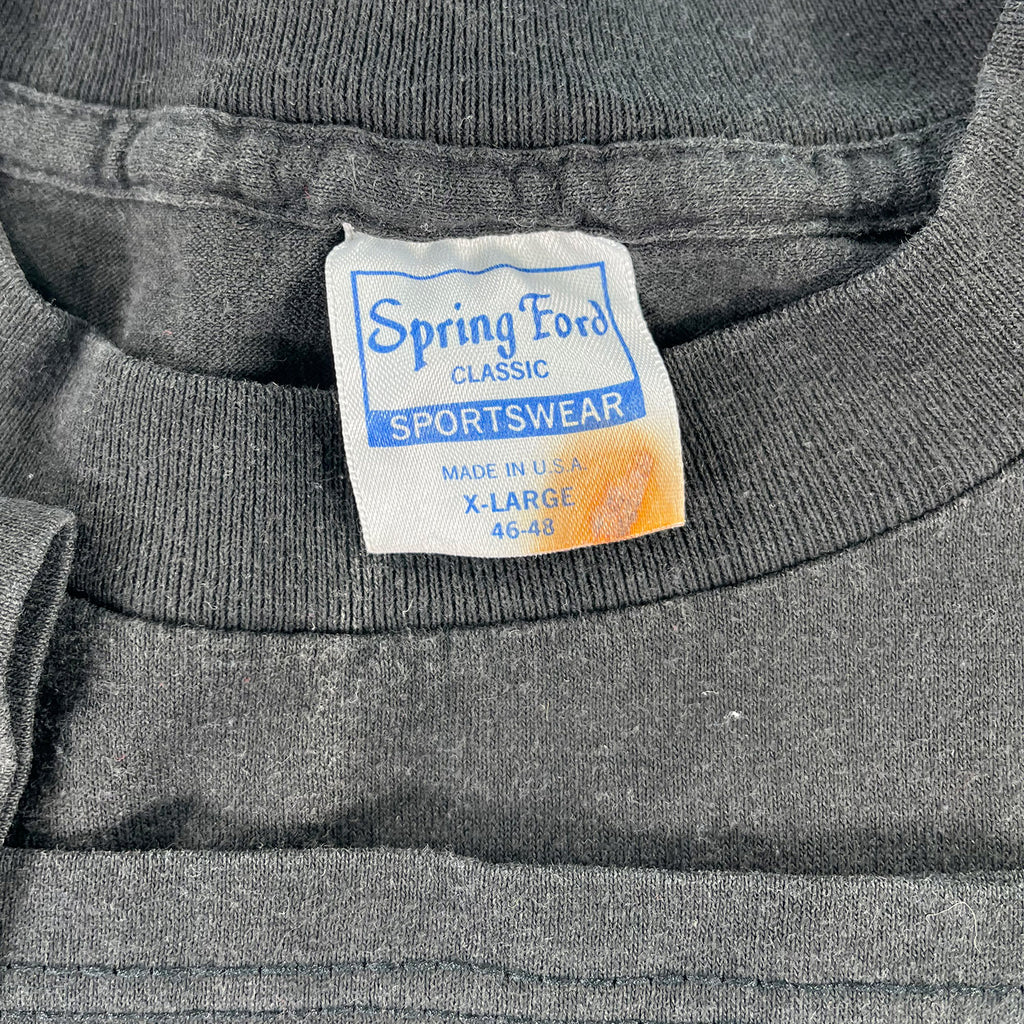 Spring Ford
CLASSIC
SPORTSWEAR
MADE IN U.S.A.
X-LARGE
46-48